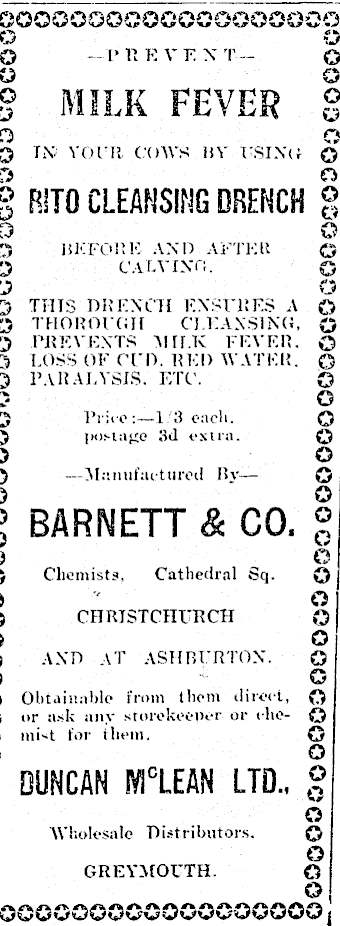 —PREVENT—
MILK FEVER
IN YOUR COWS BY USING
RITO CLEANSING DRENCH
BEFORE AND AFTER
CALVING.
THIS DRENCH ENSURES A
THOROUGH CLEANSING,
PREVENTS MILK FEVER,
LOSS OF CUD, RED WATER,
PARALYSIS, ETC.
Price:—1/3 each,
postage 3d extra.
—Manufactured By—
BARNETT & CO.
Chemists, Cathedral Sq.
CHRISTCHURCH
AND AT ASHBURTON.
Obtainable from them direct,
or ask any storekeeper or che-
mist for them.
DUNCAN McLEAN LTD.,
Wholesale Distributors,
GREYMOUTH.